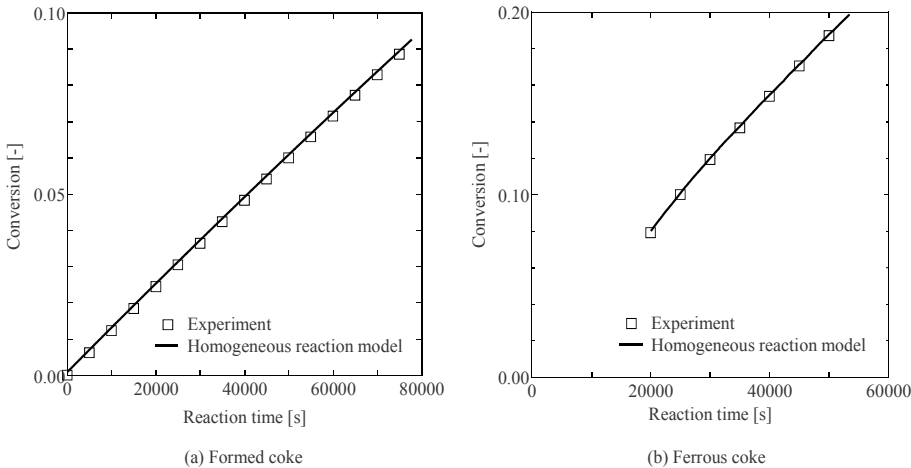 0.10
0.05
0.00
Conversion [-]
0
20000
40000
60000
80000
Reaction time [s]
Experiment
Homogeneous reaction model
(a) Formed coke
0.20
0.10
0.00
Conversion [-]
0
20000
40000
60000
Reaction time [s]
Experiment
Homogeneous reaction model
(b) Ferrous coke